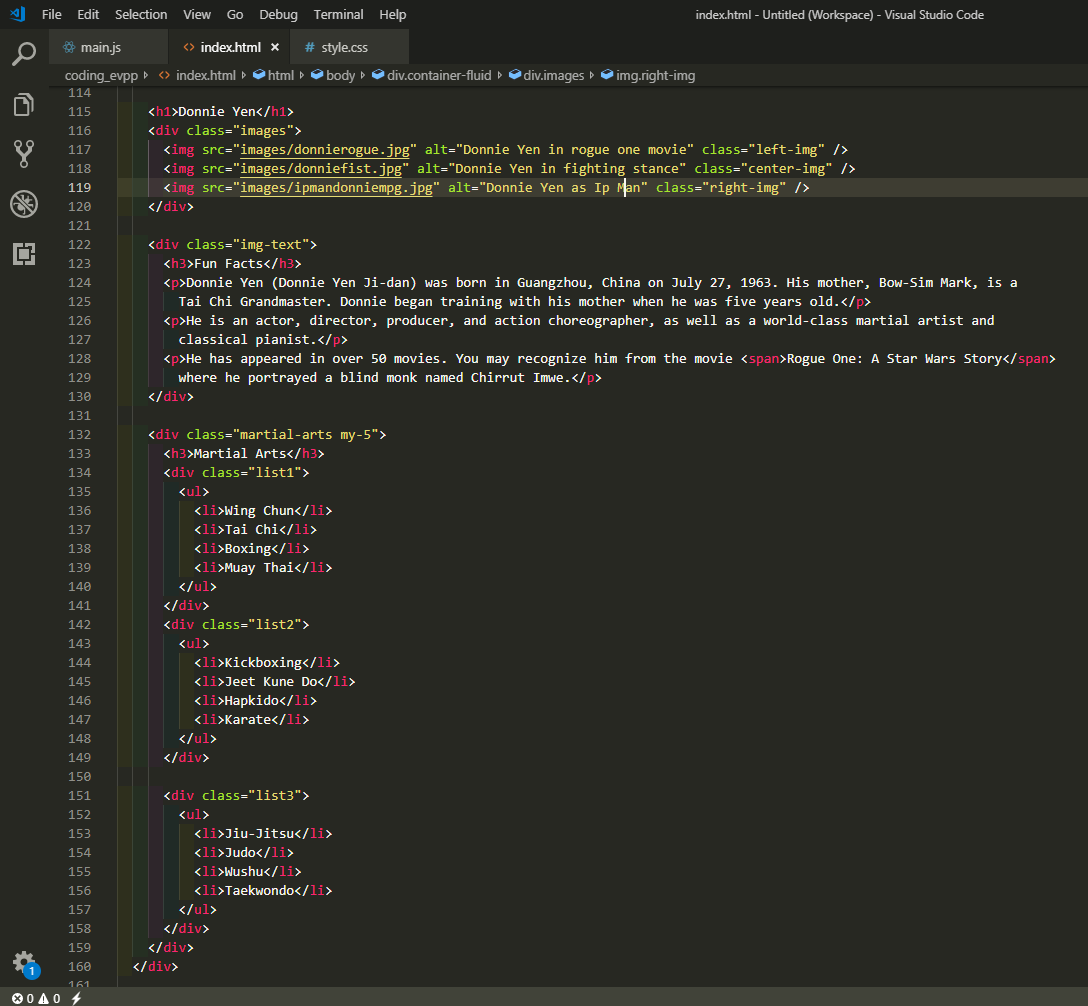 File Edit Selection View Go Debug Terminal Help index.html - Untitled (Workspace) - Visual Studio Code
main.js <> index.html × # style.css
coding_evpp <> index.html html body div.container-fluid div.images img.right-img
114
115 <h1>Donnie Yen</h1>
116 <div class="images">
117 <img src="images/donnierogue.jpg" alt="Donnie Yen in rogue one movie" class="left-img" />
118 <img src="images/donniefist.jpg" alt="Donnie Yen in fighting stance" class="center-img" />
119 <img src="images/ipmandonniempg.jpg" alt="Donnie Yen as Ip Man" class="right-img" />
120 </div>
121
122 <div class="img-text">
123 <h3>Fun Facts</h3>
124 <p>Donnie Yen (Donnie Yen Ji-dan) was born in Guangzhou, China on July 27, 1963. His mother, Bow-Sim Mark, is a
125 Tai Chi Grandmaster. Donnie began training with his mother when he was five years old.</p>
126 <p>He is an actor, director, producer, and action choreographer, as well as a world-class martial artist and
127 classical pianist.</p>
128 <p>He has appeared in over 50 movies. You may recognize him from the movie <span>Rogue One: A Star Wars Story</span>
129 where he portrayed a blind monk named Chirrut Imwe.</p>
130 </div>
131
132 <div class="martial-arts my-5">
133 <h3>Martial Arts</h3>
134 <div class="list1">
135 <ul>
136 <li>Wing Chun</li>
137 <li>Tai Chi</li>
138 <li>Boxing</li>
139 <li>Muay Thai</li>
140 </ul>
141 </div>
142 <div class="list2">
143 <ul>
144 <li>Kickboxing</li>
145 <li>Jeet Kune Do</li>
146 <li>Hapkido</li>
147 <li>Karate</li>
148 </ul>
149 </div>
150
151 <div class="list3">
152 <ul>
153 <li>Jiu-Jitsu</li>
154 <li>Judo</li>
155 <li>Wushu</li>
156 <li>Taekwondo</li>
157 </ul>
158 </div>
159 </div>
160 </div>
161
1
0 0